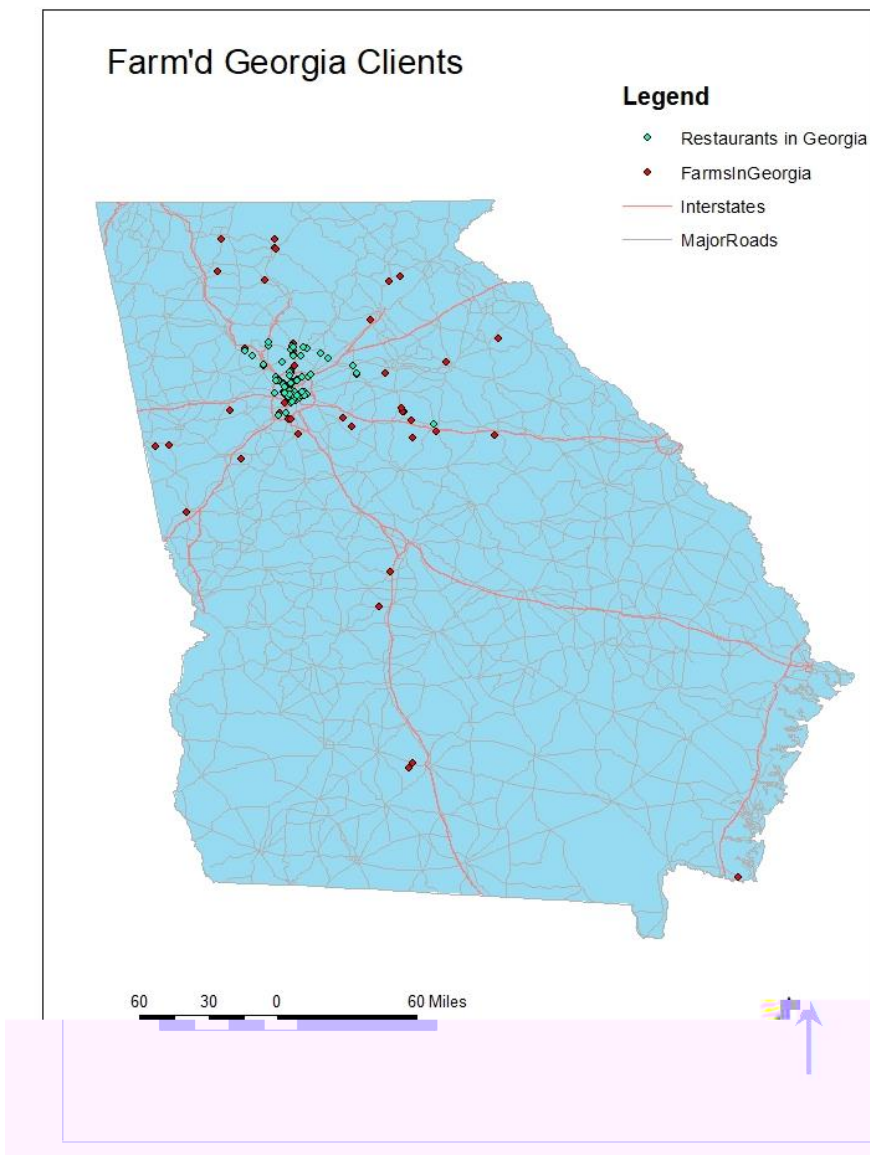 Farm'd Georgia Clients
Legend
Restaurants in Georgia
FarmsInGeorgia
Interstates
MajorRoads
60 30 0 60 Miles